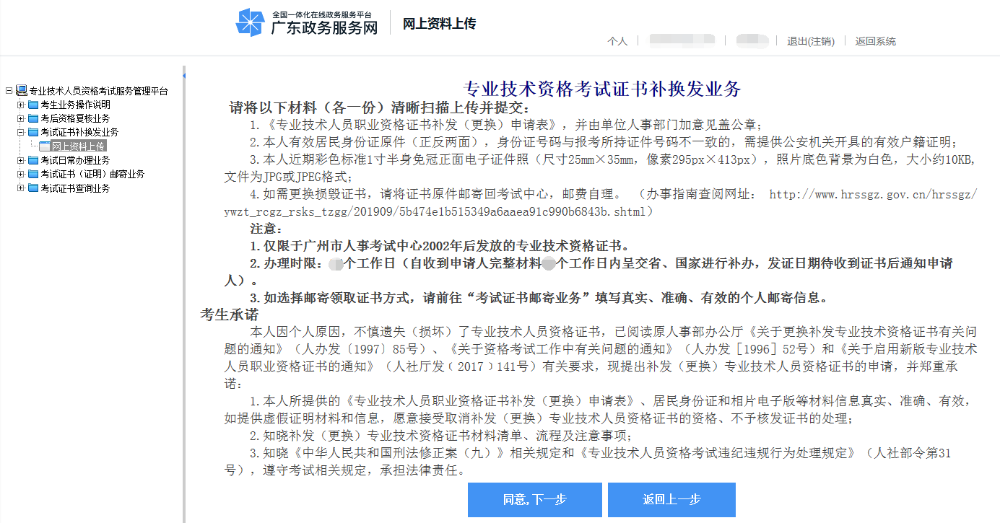 全国一体化在线政务服务平台
广东政务服务网
网上资料上传
个人
退出(注销)
返回系统
专业技术人员资格考试服务管理平台
考生业务操作说明
考后资格复核业务
考试证书补换发业务
网上资料上传
考试日常办理业务
考试证书（证明）邮寄业务
考试证书查询业务
专业技术资格考试证书补换发业务
请将以下材料（各一份）清晰扫描上传并提交：
1.《专业技术人员职业资格证书补发（更换）申请表》，并由单位人事部门加意见盖公章；
2.本人有效居民身份证原件（正反两面），身份证号码与报考所持证件号码不一致的，需提供公安机关开具的有效户籍证明；
3.本人近期彩色标准1寸半身免冠正面电子证件照（尺寸25mm×35mm，像素295px×413px），照片底色背景为白色，大小约10KB,
文件为JPG或JPEG格式；
4.如需更换损毁证书，请将证书原件邮寄回考试中心，邮费自理。（办事指南查阅网址： http://www.hrssgz.gov.cn/hrssgz/
ywzt_rcgz_rsks_tzgg/201909/5b474e1b515349a6aaea91c990b6843b.shtml）
注意：
1.仅限于广州市人事考试中心2002年后发放的专业技术资格证书。
2.办理时限：个工作日（自收到申请人完整材料个工作日内呈交省、国家进行补办，发证日期待收到证书后通知申请
人）。
3.如选择邮寄领取证书方式，请前往“考试证书邮寄业务”填写真实、准确、有效的个人邮寄信息。
考生承诺
本人因个人原因，不慎遗失（损坏）了专业技术人员资格证书，已阅读原人事部办公厅《关于更换补发专业技术资格证书有关问
题的通知》（人办发〔1997〕85号）、《关于资格考试工作中有关问题的通知》（人办发［1996］52号）和《关于启用新版专业技术
人员职业资格证书的通知》（人社厅发﹝2017﹞141号）有关要求，现提出补发（更换）专业技术人员资格证书的申请，并郑重承
诺：
1.本人所提供的《专业技术人员职业资格证书补发（更换）申请表》、居民身份证和相片电子版等材料信息真实、准确、有效，
如提供虚假证明材料和信息，愿意接受取消补发（更换）专业技术人员资格证书的资格、不予核发证书的处理；
2.知晓补发（更换）专业技术资格证书材料清单、流程及注意事项；
3.知晓《中华人民共和国刑法修正案（九）》相关规定和《专业技术人员资格考试违纪违规行为处理规定》（人社部令第31
号），遵守考试相关规定，承担法律责任。
同意,下一步
返回上一步